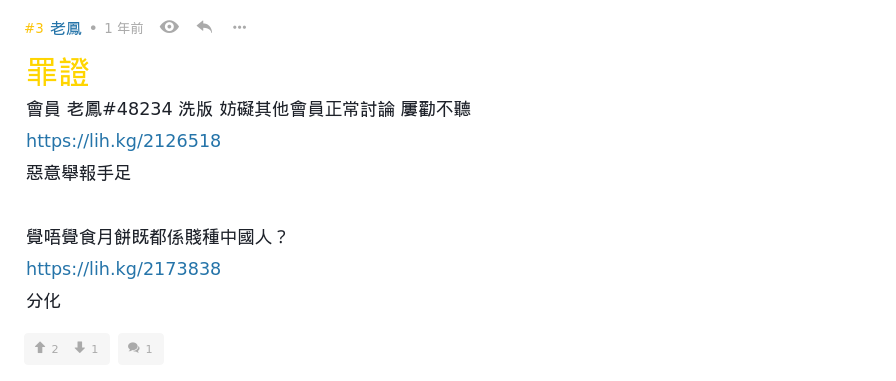 #3 老鳳 • 1 年前
罪證
會員 老鳳#48234 洗版 妨礙其他會員正常討論 屢勸不聽
https://lih.kg/2126518
惡意舉報手足
覺唔覺食月餅既都係賤種中國人？
https://lih.kg/2173838
分化
2 1 1